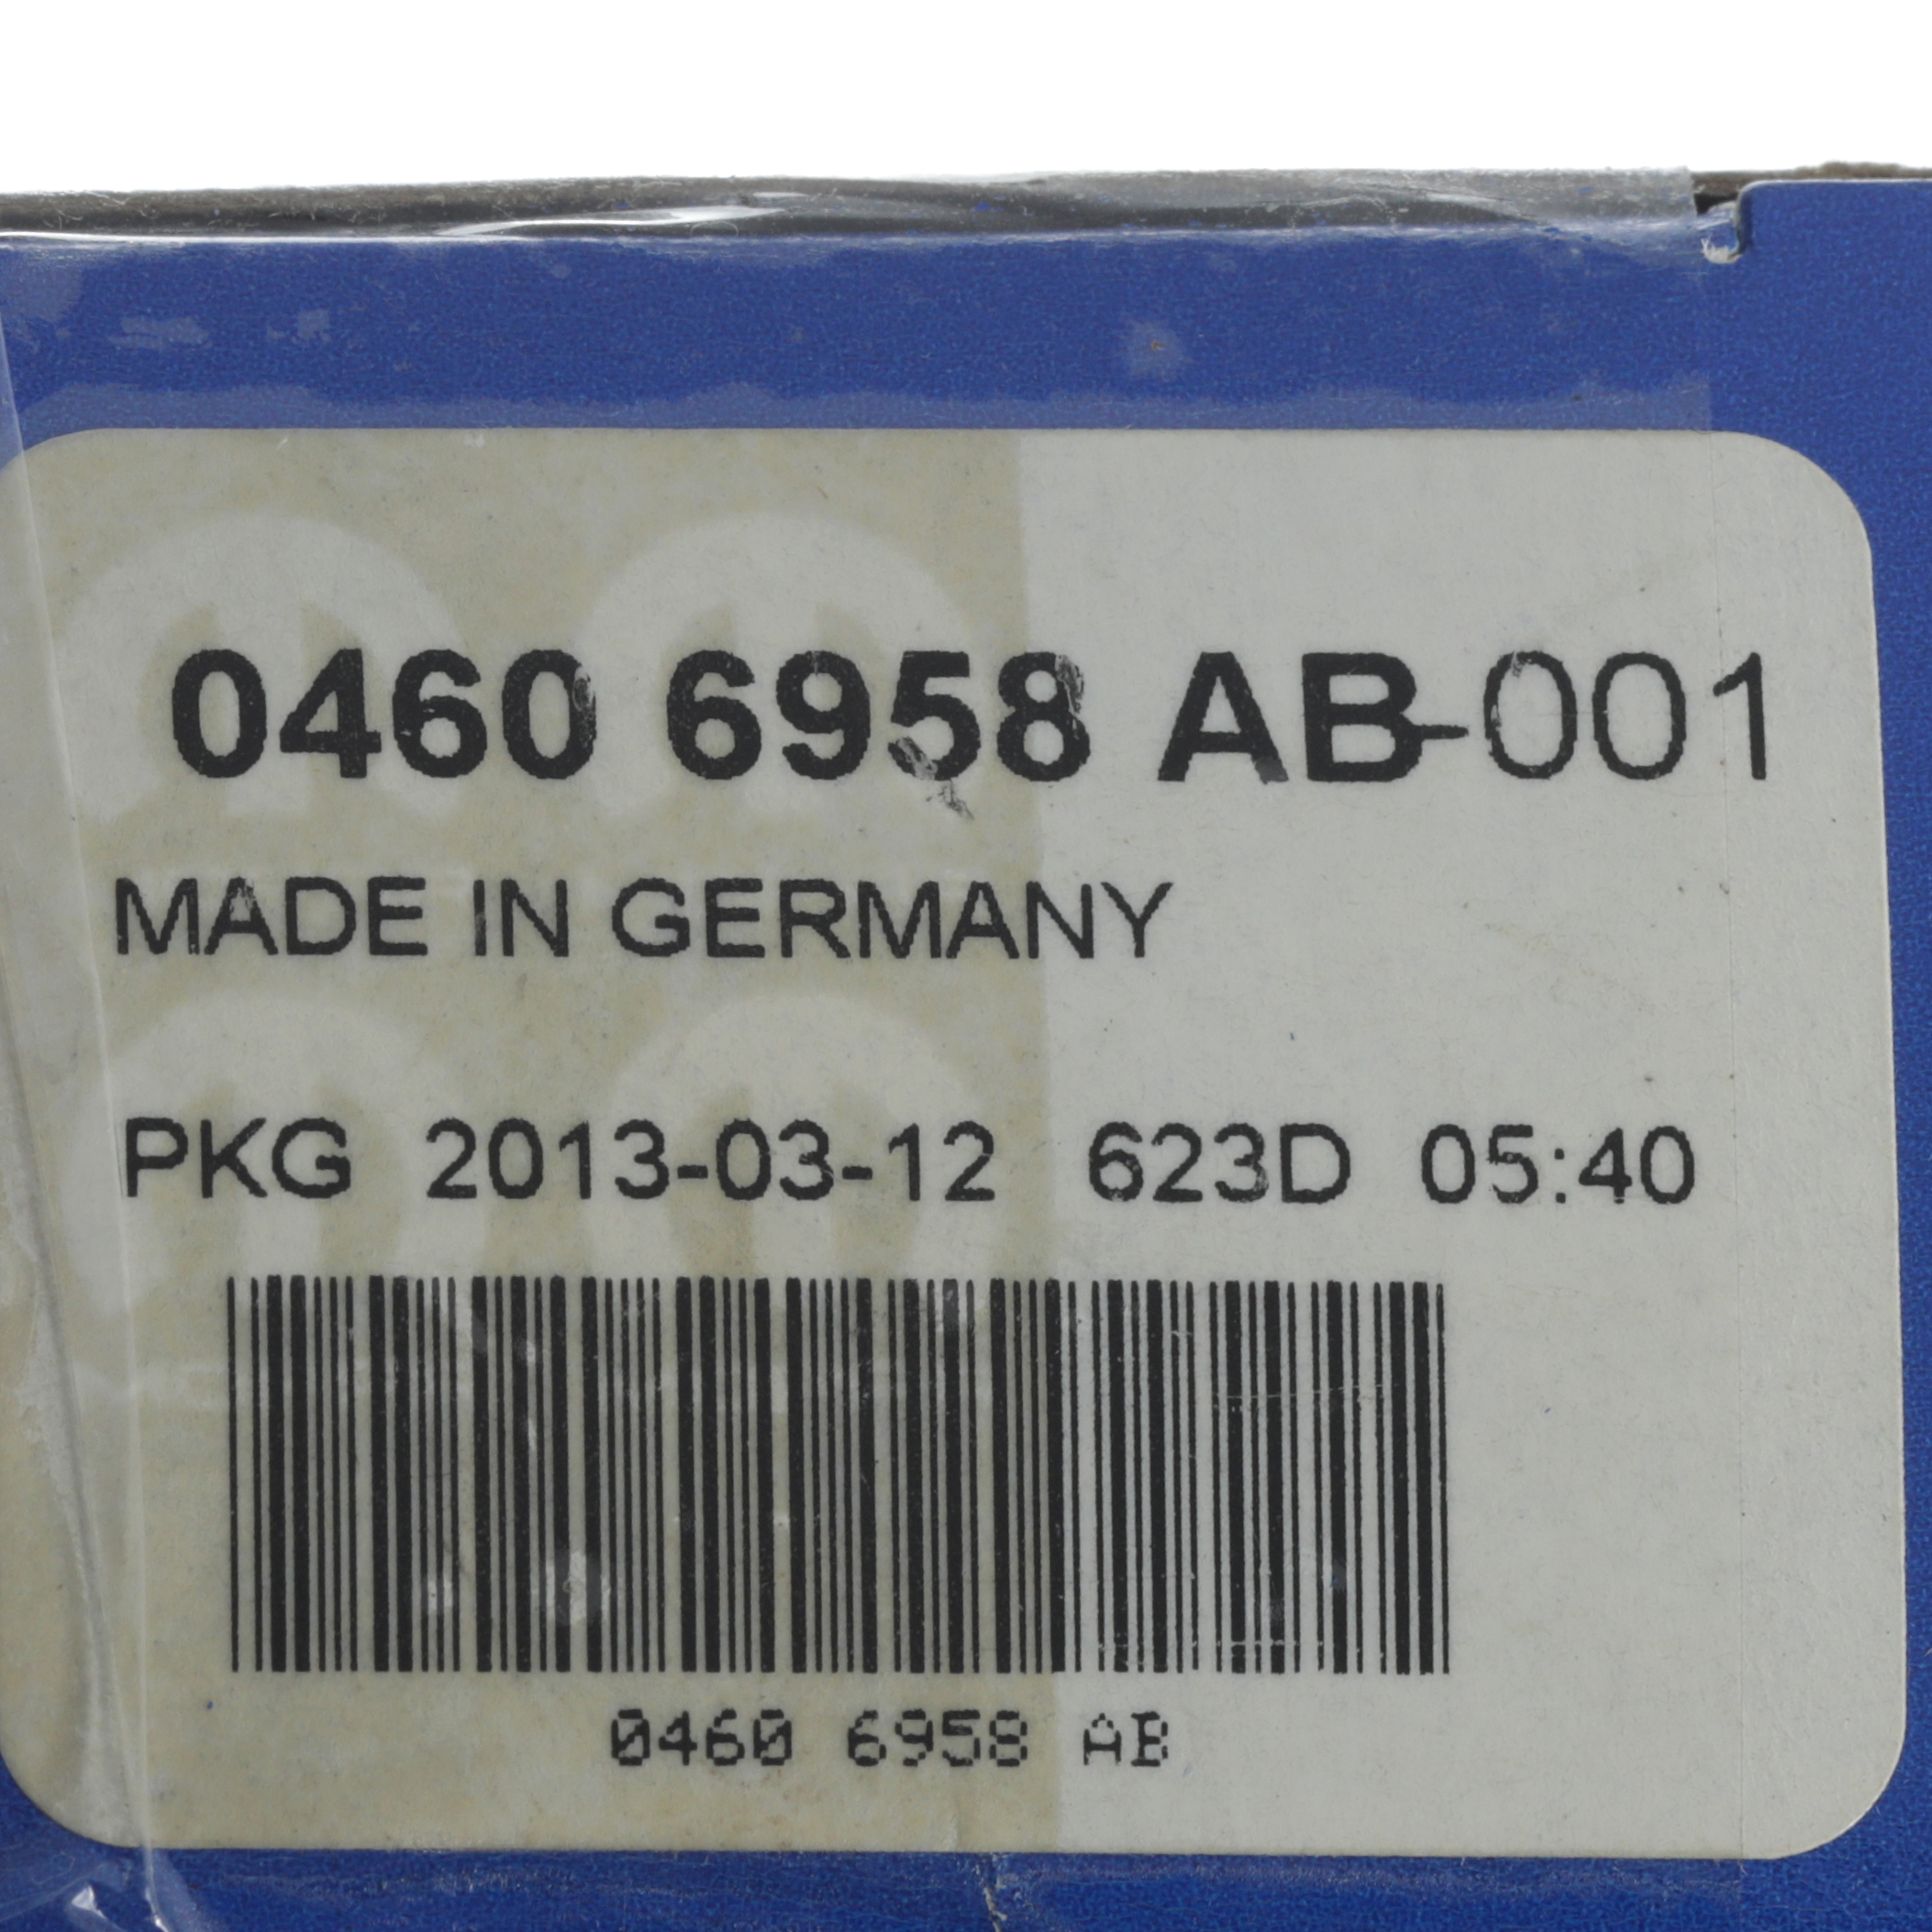 0460 6958 AB-001
MADE IN GERMANY
PKG 2013-03-12 623D 05:40
0460 6958 AB